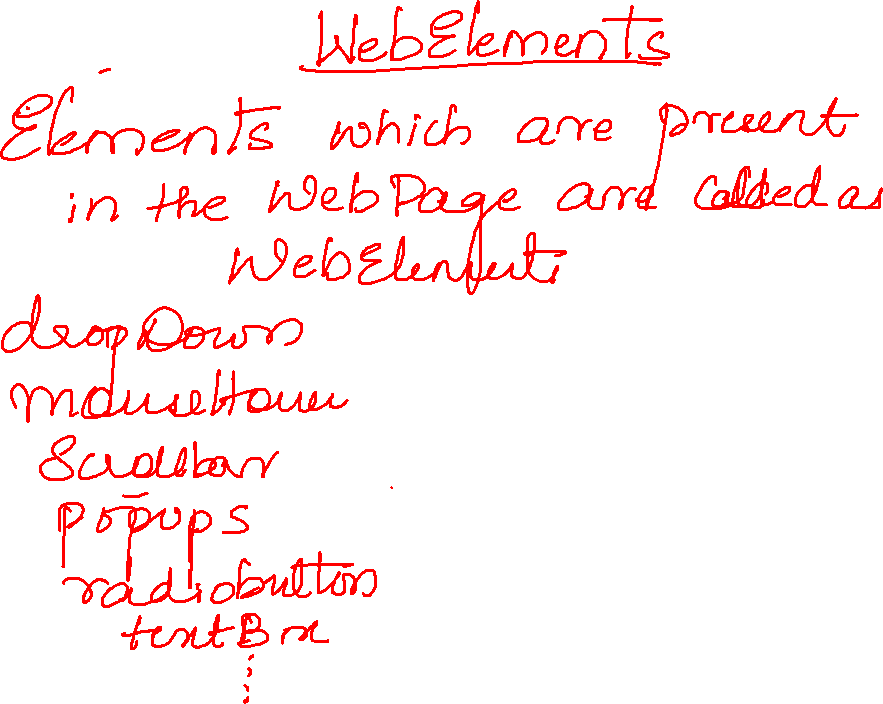 WebElements
Elements which are present
in the WebPage are called as
WebElements
dropDown
mouseHover
Scrollbar
popups
radiobutton
textBox